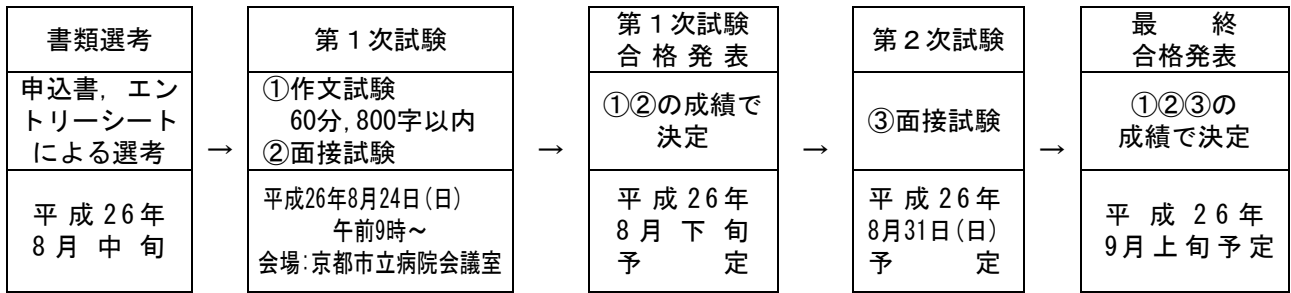 書類選考
申込書，エン
トリーシート
による選考
平成26年
8月中旬
→
第１次試験
①作文試験
60分,800字以内
②面接試験
平成26年8月24日(日)
午前9時～
会場:京都市立病院会議室
→
第１次試験
合格発表
①②の成績で
決定
平成26年
8月下旬
予定
→
第２次試験
③面接試験
平成26年
8月31日(日)
予定
→
最終
合格発表
①②③の
成績で決定
平成26年
9月上旬予定